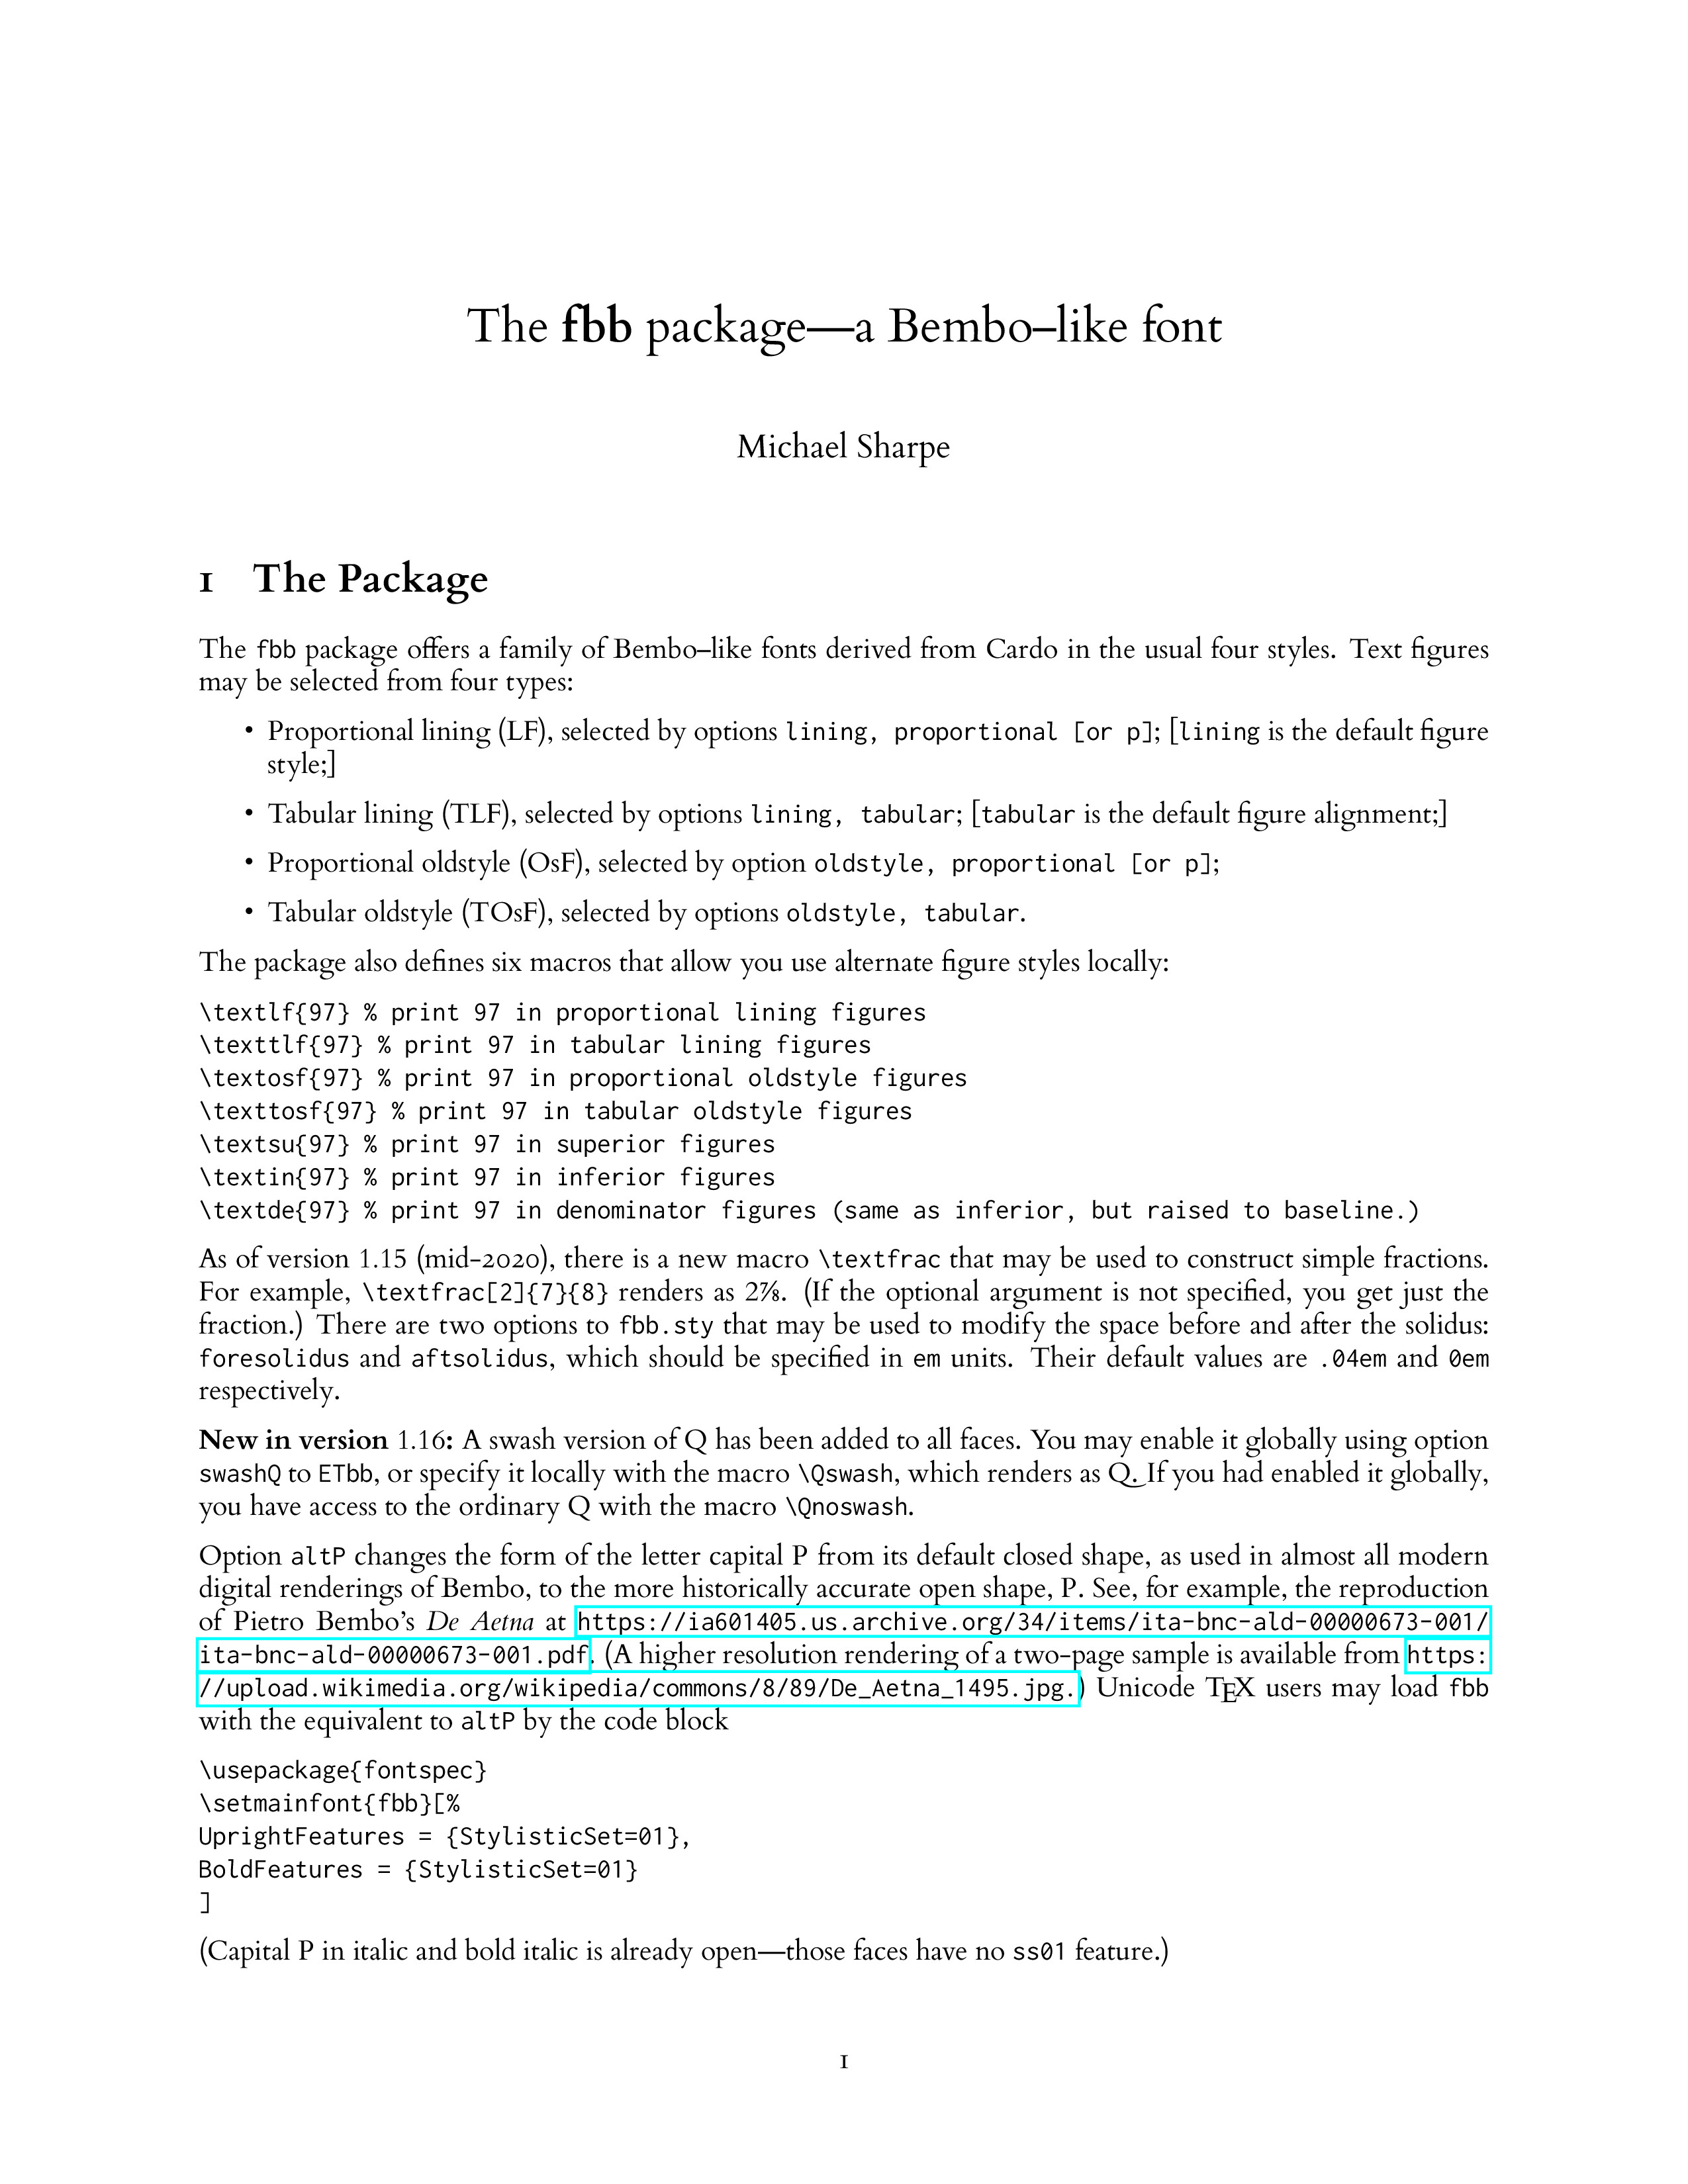 The fbb package—a Bembo–like font
Michael Sharpe
1 The Package
The fbb package offers a family of Bembo–like fonts derived from Cardo in the usual four styles. Text figures
may be selected from four types:
• Proportional lining (LF), selected by options lining, proportional [or p]; [lining is the default figure
style;]
• Tabular lining (TLF), selected by options lining, tabular; [tabular is the default figure alignment;]
• Proportional oldstyle (OsF), selected by option oldstyle, proportional [or p];
• Tabular oldstyle (TOsF), selected by options oldstyle, tabular.
The package also defines six macros that allow you use alternate figure styles locally:
\textlf{97} % print 97 in proportional lining figures
\texttlf{97} % print 97 in tabular lining figures
\textosf{97} % print 97 in proportional oldstyle figures
\texttosf{97} % print 97 in tabular oldstyle figures
\textsu{97} % print 97 in superior figures
\textin{97} % print 97 in inferior figures
\textde{97} % print 97 in denominator figures (same as inferior, but raised to baseline.)
As of version 1.15 (mid-2020), there is a new macro \textfrac that may be used to construct simple fractions.
For example, \textfrac[2]{7}{8} renders as 2⅞. (If the optional argument is not specified, you get just the
fraction.) There are two options to fbb.sty that may be used to modify the space before and after the solidus:
foresolidus and aftsolidus, which should be specified in em units. Their default values are .04em and 0em
respectively.
New in version 1.16: A swash version of Q has been added to all faces. You may enable it globally using option
swashQ to ETbb, or specify it locally with the macro \Qswash, which renders as Q. If you had enabled it globally,
you have access to the ordinary Q with the macro \Qnoswash.
Option altP changes the form of the letter capital P from its default closed shape, as used in almost all modern
digital renderings of Bembo, to the more historically accurate open shape, P. See, for example, the reproduction
of Pietro Bembo’s De Aetna at https://ia601405.us.archive.org/34/items/ita-bnc-ald-00000673-001/
ita-bnc-ald-00000673-001.pdf. (A higher resolution rendering of a two-page sample is available from https:
//upload.wikimedia.org/wikipedia/commons/8/89/De_Aetna_1495.jpg.) Unicode TEX users may load fbb
with the equivalent to altP by the code block
\usepackage{fontspec}
\setmainfont{fbb}[%
UprightFeatures = {StylisticSet=01},
BoldFeatures = {StylisticSet=01}
]
(Capital P in italic and bold italic is already open—those faces have no ss01 feature.)
1